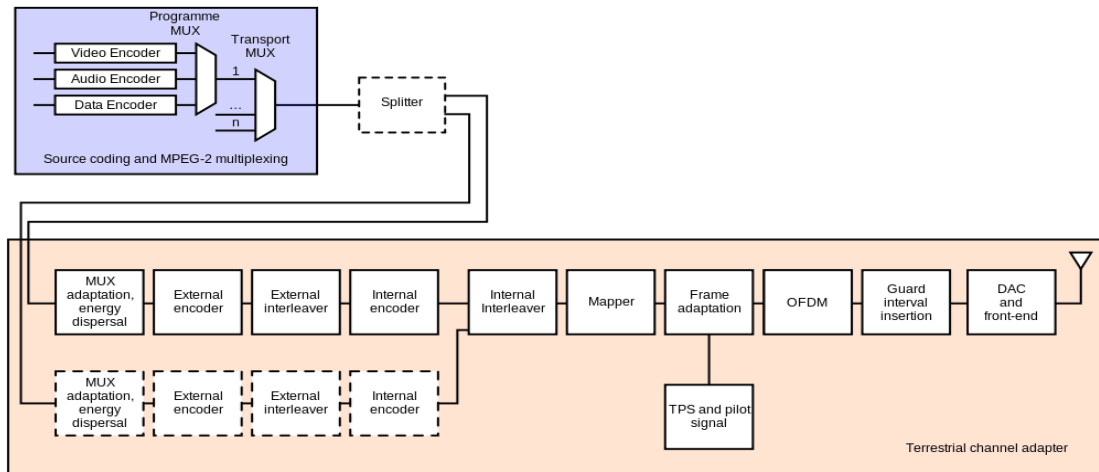 Programme
MUX
Transport
MUX
Video Encoder
Audio Encoder
Data Encoder
1
...
n
Splitter
Source coding and MPEG-2 multiplexing
MUX
adaptation,
energy
dispersal
External
encoder
External
interleaver
Internal
encoder
Internal
Interleaver
Mapper
Frame
adaptation
OFDM
Guard
interval
insertion
DAC
and
front-end
MUX
adaptation,
energy
dispersal
External
encoder
External
interleaver
Internal
encoder
TPS and pilot
signal
Terrestrial channel adapter